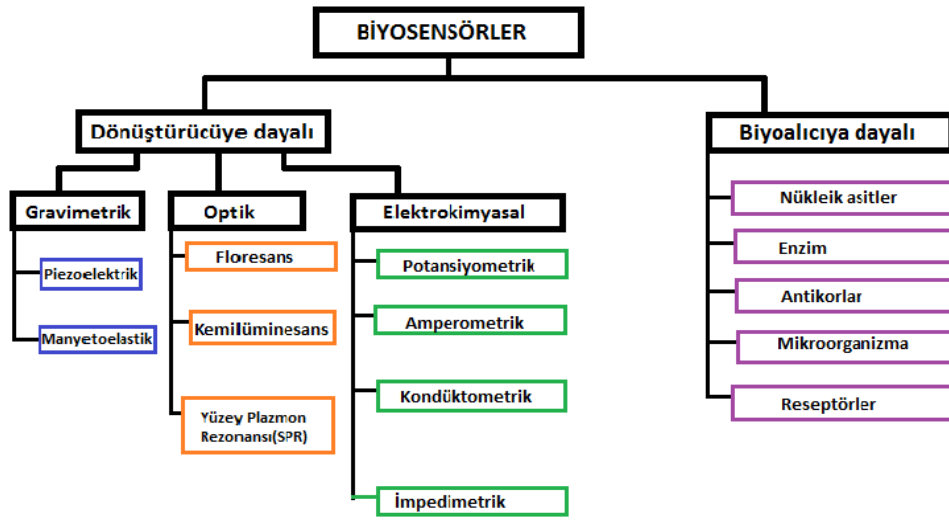 BİYOSENSÖRLER
Dönüştürücüye dayalı
Biyoalıcıya dayalı
Gravimetrik
Optik
Elektrokimyasal
Piezoelektrik
Manyetoelastik
Floresans
Kemilüminesans
Yüzey Plazmon
Rezonansı(SPR)
Potansiyometrik
Amperometrik
Kondüktometrik
İmpedimetrik
Nükleik asitler
Enzim
Antikorlar
Mikroorganizma
Reseptörler